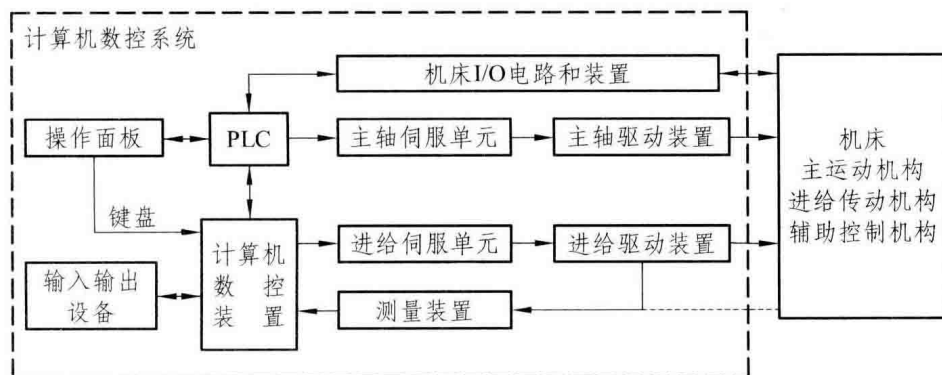 计算机数控系统
机床I/O电路和装置
操作面板
PLC
主轴伺服单元
主轴驱动装置
键盘
计算机
数控
装置
进给伺服单元
进给驱动装置
输入输出
设备
测量装置
机床
主运动机构
进给传动机构
辅助控制机构